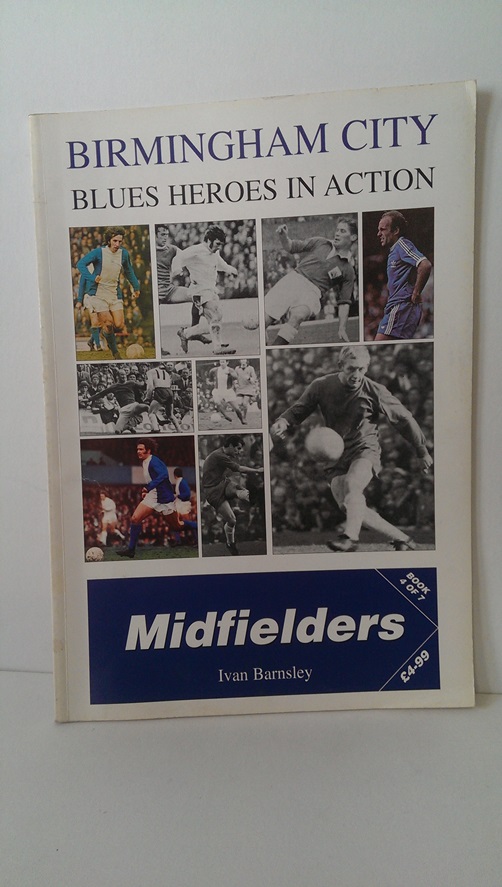 BIRMINGHAM CITY
BLUES HEROES IN ACTION
BOOK
4 OF 7
Midfielders
Ivan Barnsley
£4-99